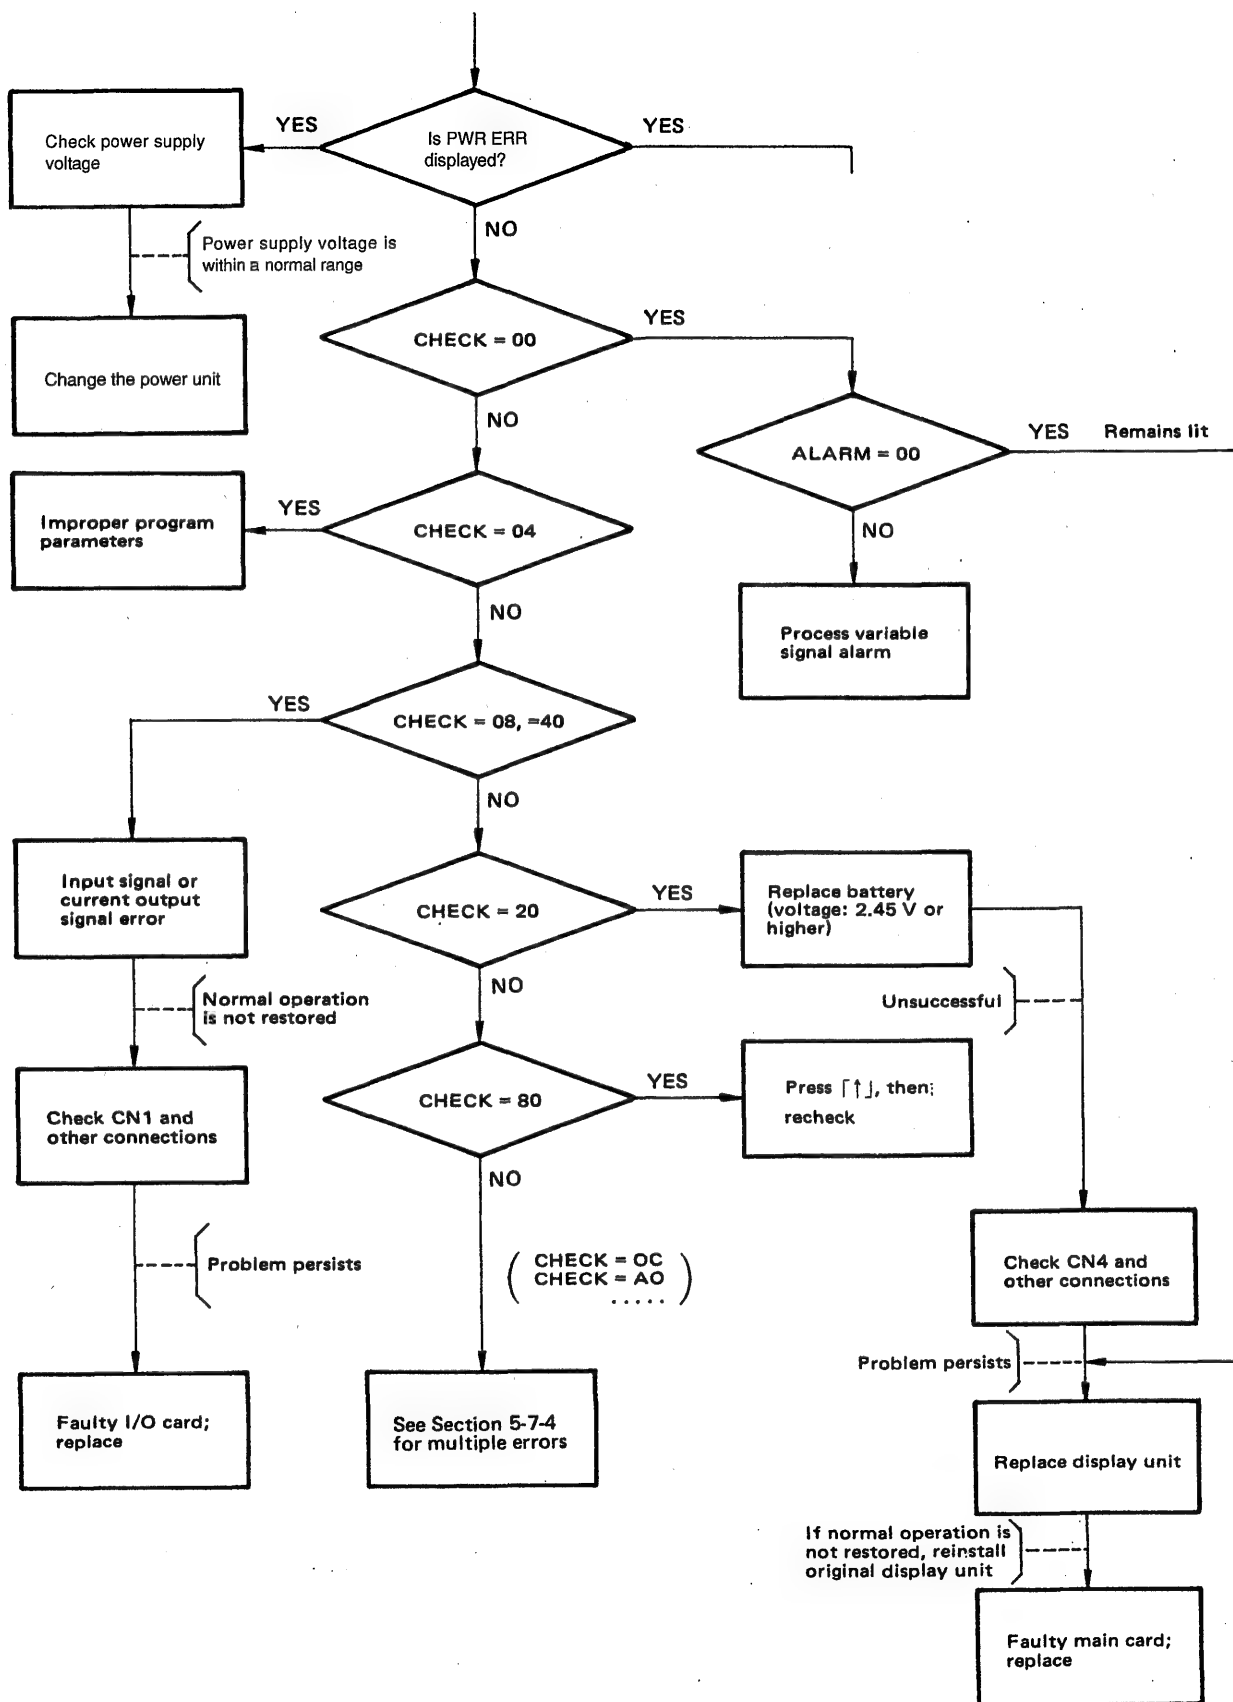 YES
Is PWR ERR
displayed?
YES
Check power supply
voltage
NO
Power supply voltage is
within a normal range
Change the power unit
CHECK = 00
YES
NO
ALARM = 00
YES Remains lit
NO
Process variable
signal alarm
YES
CHECK = 04
Improper program
parameters
NO
YES
CHECK = 08, =40
NO
Input signal or
current output
signal error
Normal operation
is not restored
Check CN1 and
other connections
Problem persists
Faulty I/O card;
replace
CHECK = 20
YES
Replace battery
(voltage: 2.45 V or
higher)
Unsuccessful
NO
CHECK = 80
YES
Press ⌈↑⌋, then;
recheck
NO
CHECK = OC
CHECK = AO
.....
See Section 5-7-4
for multiple errors
Check CN4 and
other connections
Problem persists
Replace display unit
If normal operation is
not restored, reinstall
original display unit
Faulty main card;
replace